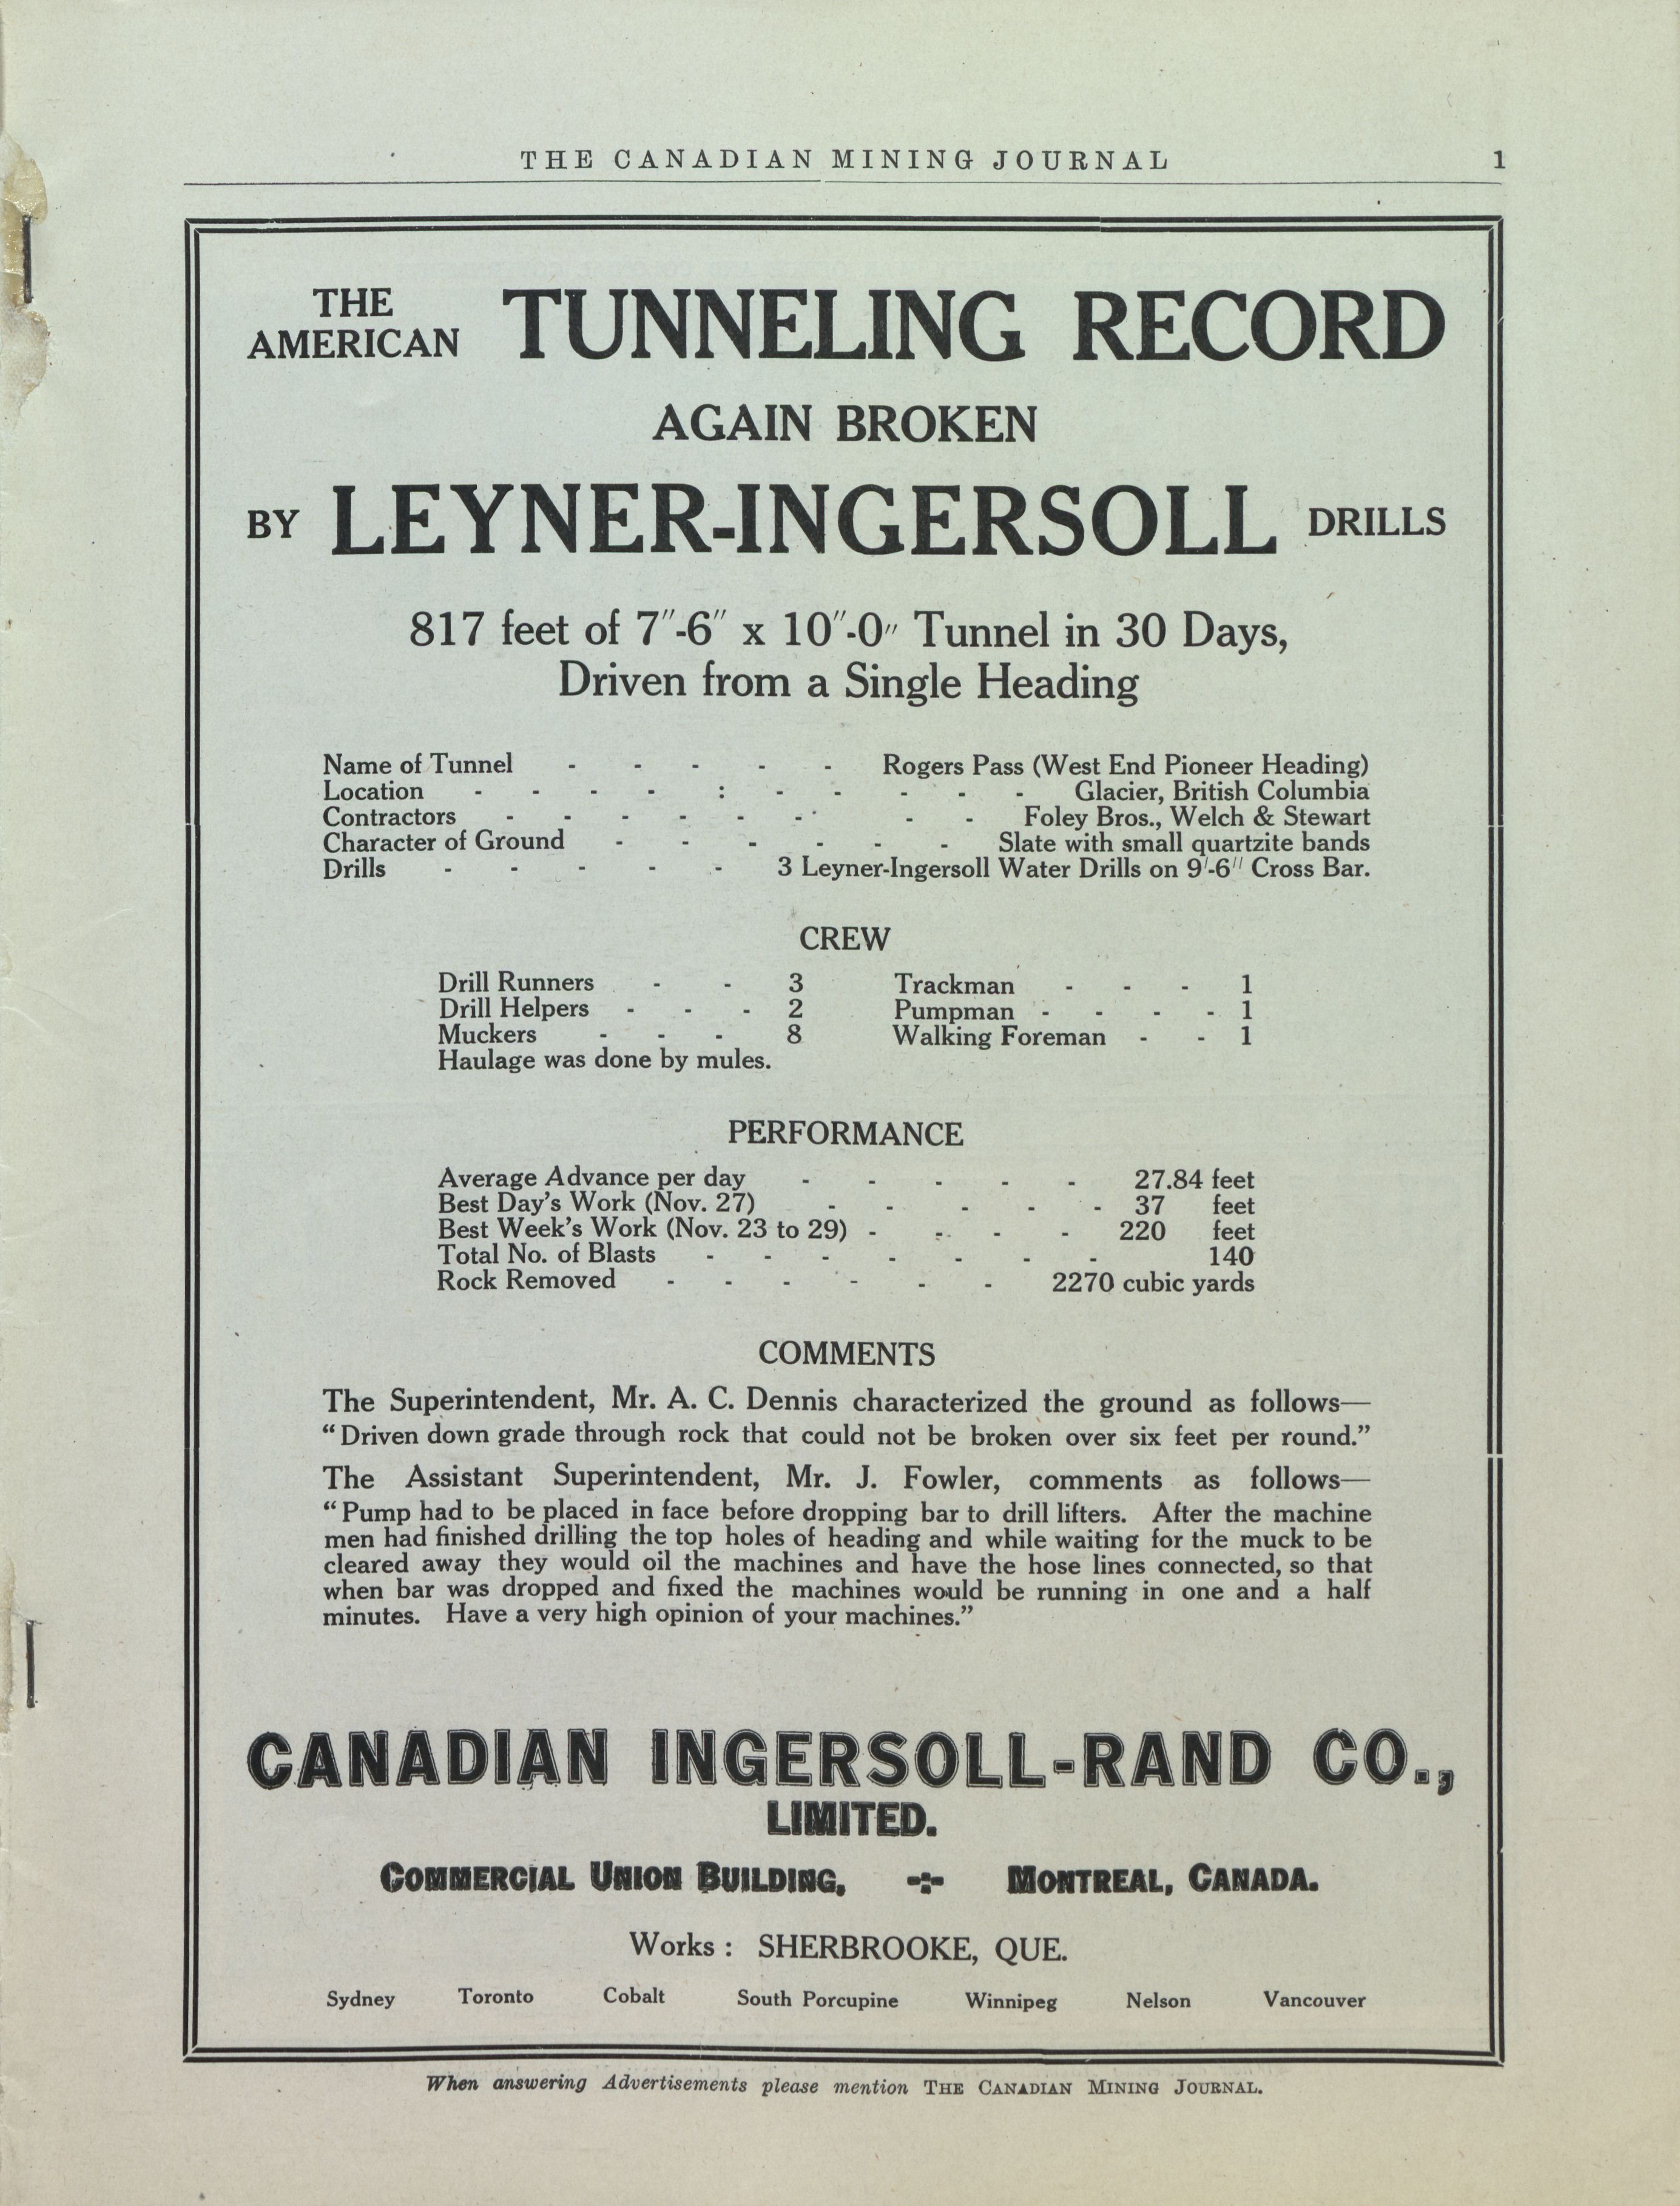 THE CANADIAN MINING JOURNAL 1
THE AMERICAN TUNNELING RECORD
AGAIN BROKEN
BY LEYNER-INGERSOLL DRILLS
817 feet of 7″-6″ x 10″-0″ Tunnel in 30 Days,
Driven from a Single Heading
Name of Tunnel - - - - - Rogers Pass (West End Pioneer Heading)
Location - - - - : - - - - - Glacier, British Columbia
Contractors - - - - - - - - Foley Bros., Welch & Stewart
Character of Ground - - - - - - Slate with small quartzite bands
Drills - - - - - 3 Leyner-Ingersoll Water Drills on 9′-6″ Cross Bar.
CREW
Drill Runners - - 3 Trackman - - - 1
Drill Helpers - - - 2 Pumpman - - - - 1
Muckers - - - 8 Walking Foreman - - 1
Haulage was done by mules.
PERFORMANCE
Average Advance per day - - - - - 27.84 feet
Best Day's Work (Nov. 27) - - - - - 37 feet
Best Week's Work (Nov. 23 to 29) - - - - 220 feet
Total No. of Blasts - - - - - - - 140
Rock Removed - - - - - - 2270 cubic yards
COMMENTS
The Superintendent, Mr. A. C. Dennis characterized the ground as follows—
“Driven down grade through rock that could not be broken over six feet per round.”
The Assistant Superintendent, Mr. J. Fowler, comments as follows—
“Pump had to be placed in face before dropping bar to drill lifters. After the machine
men had finished drilling the top holes of heading and while waiting for the muck to be
cleared away they would oil the machines and have the hose lines connected, so that
when bar was dropped and fixed the machines would be running in one and a half
minutes. Have a very high opinion of your machines.”
CANADIAN INGERSOLL-RAND CO.,
LIMITED.
COMMERCIAL UNION BUILDING, -:- MONTREAL, CANADA.
Works: SHERBROOKE, QUE.
Sydney Toronto Cobalt South Porcupine Winnipeg Nelson Vancouver
When answering Advertisements please mention THE CANADIAN MINING JOURNAL.